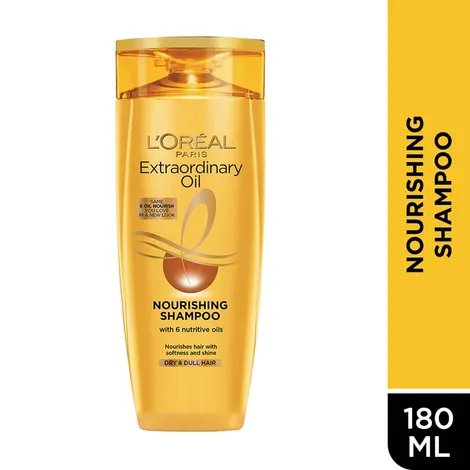 L'ORÉAL
PARIS
Extraordinary
Oil
SAME
6 OIL NOURISH
YOU LOVE
IN A NEW LOOK
NOURISHING
SHAMPOO
with 6 nutritive oils
Nourishes hair with
softness and shine
DRY & DULL HAIR
NOURISHING
SHAMPOO
180
ML